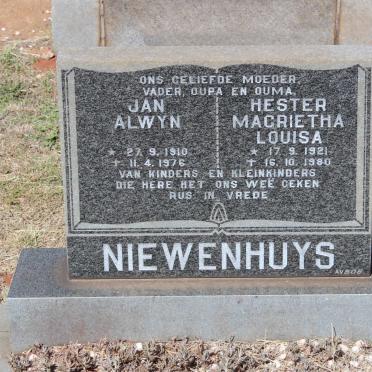 ONS GELIEFDE MOEDER
VADER, OUPA EN OUMA.
JAN
ALWYN
* 27. 9. 1910
† 11. 4. 1976
HESTER
MAGRIETHA
LOUISA
* 17. 9. 1921
† 16. 10. 1980
VAN KINDERS EN KLEINKINDERS
DIE HERE HET ONS WEË GEKEN
RUS IN VREDE
NIEWENHUYS